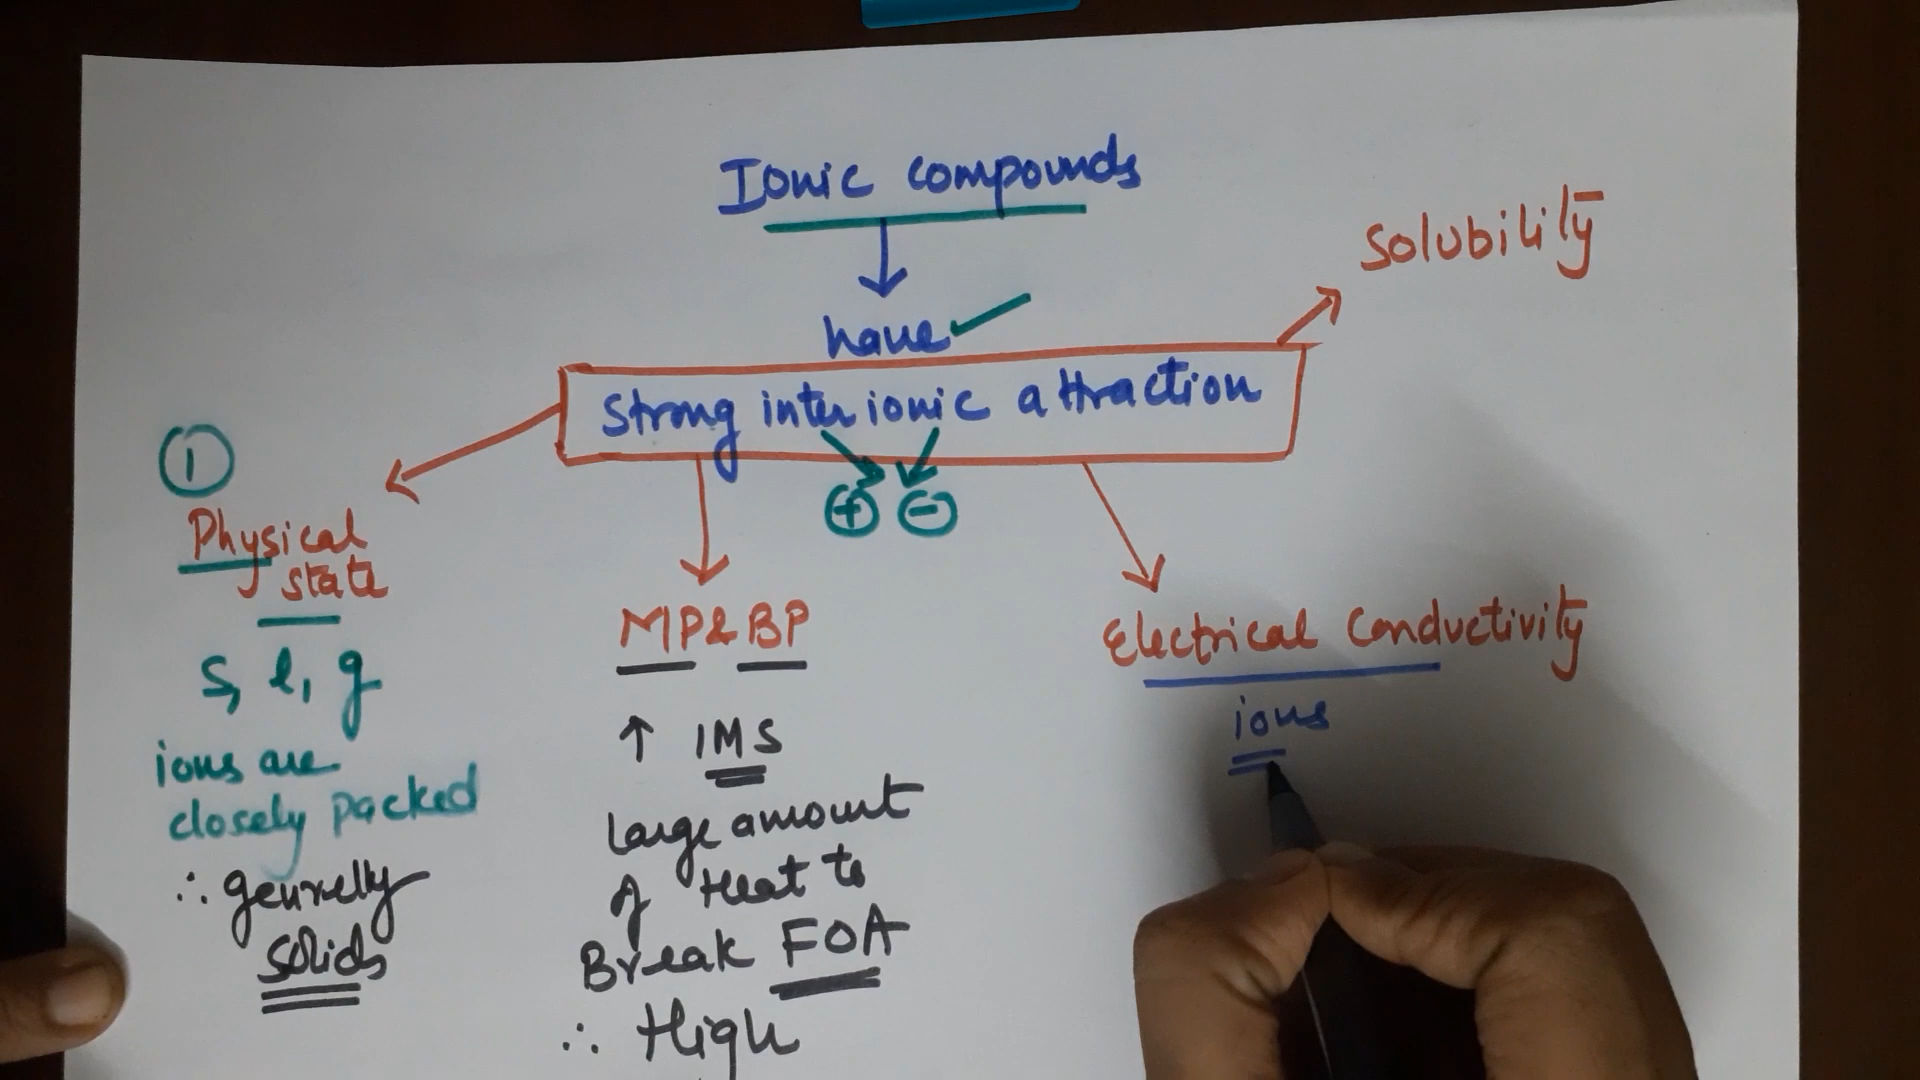 Ionic compounds
have
Strong inter ionic attraction
+ −
Solubility
1
Physical
state
s, l, g
ions are
closely packed
∴ generally
solids
MP & BP
↑ IMS
large amount
of Heat to
Break FOA
∴ High
Electrical Conductivity
ions